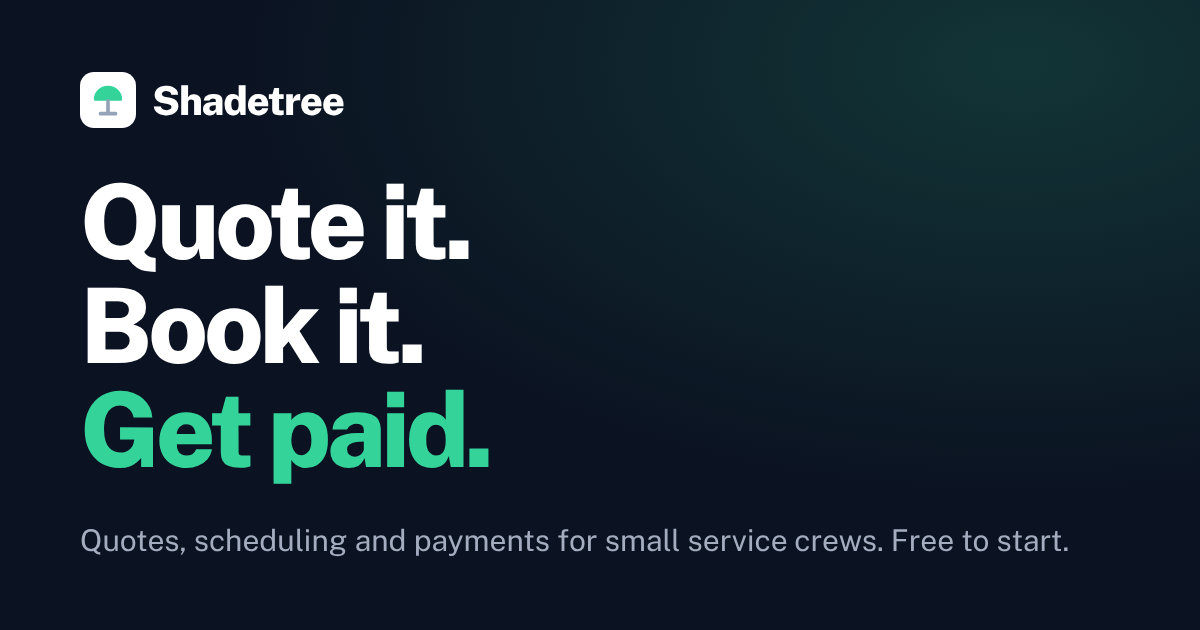 Shadetree
Quote it.
Book it.
Get paid.
Quotes, scheduling and payments for small service crews. Free to start.